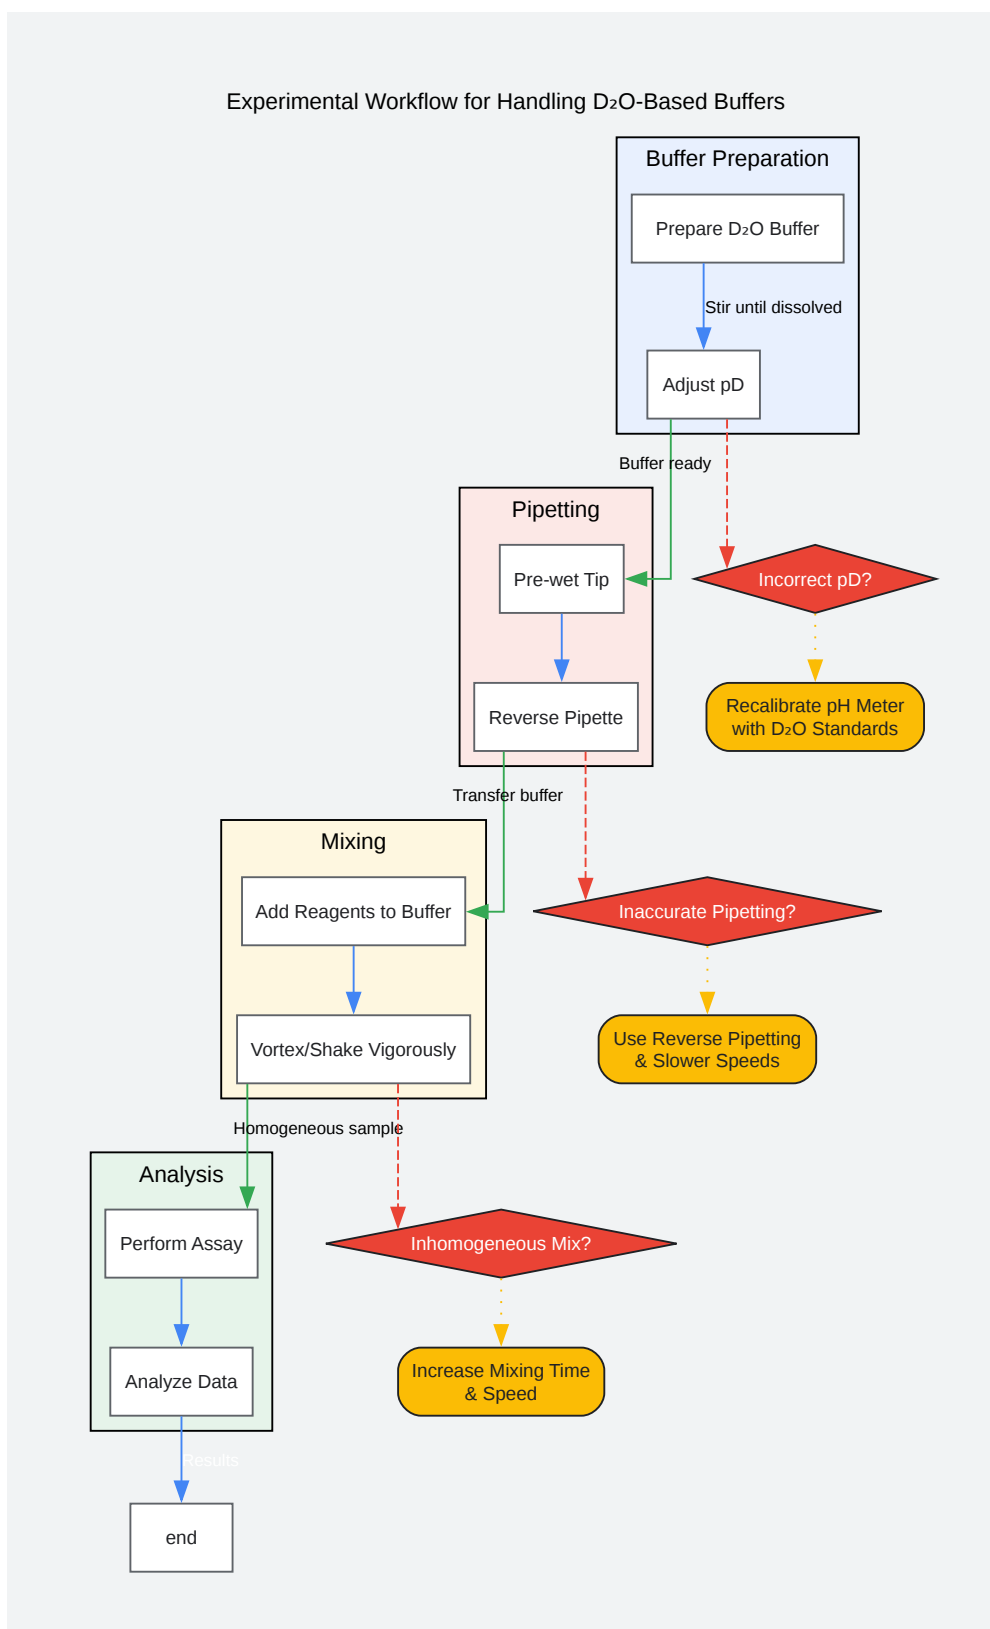 Experimental Workflow for Handling D₂O-Based Buffers
Buffer Preparation
Prepare D₂O Buffer
Stir until dissolved
Adjust pD
Buffer ready
Pipetting
Pre-wet Tip
Incorrect pD?
Reverse Pipette
Recalibrate pH Meter
with D₂O Standards
Transfer buffer
Mixing
Add Reagents to Buffer
Inaccurate Pipetting?
Vortex/Shake Vigorously
Use Reverse Pipetting
& Slower Speeds
Homogeneous sample
Analysis
Perform Assay
Inhomogeneous Mix?
Analyze Data
Increase Mixing Time
& Speed
Results
end